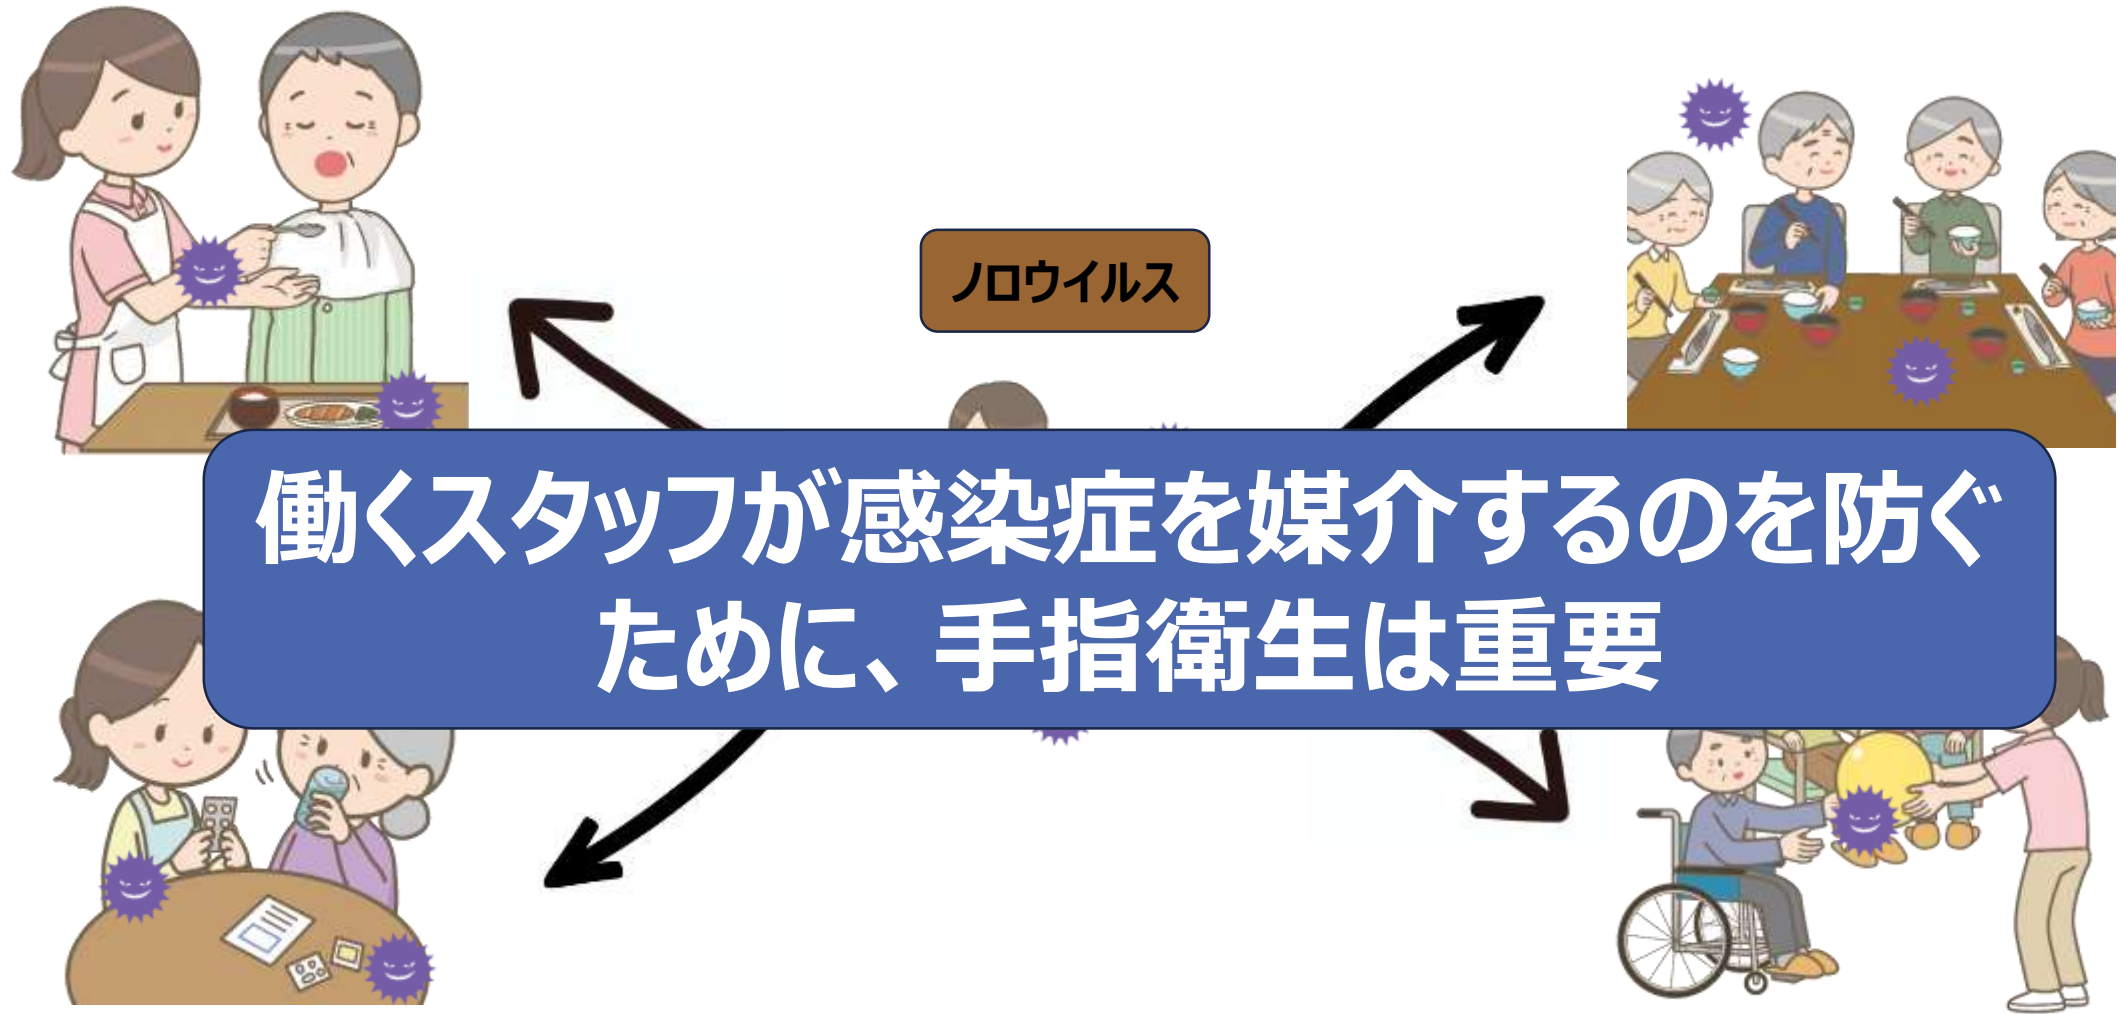 ノロウイルス
働くスタッフが感染症を媒介するのを防ぐ
ために、手指衛生は重要